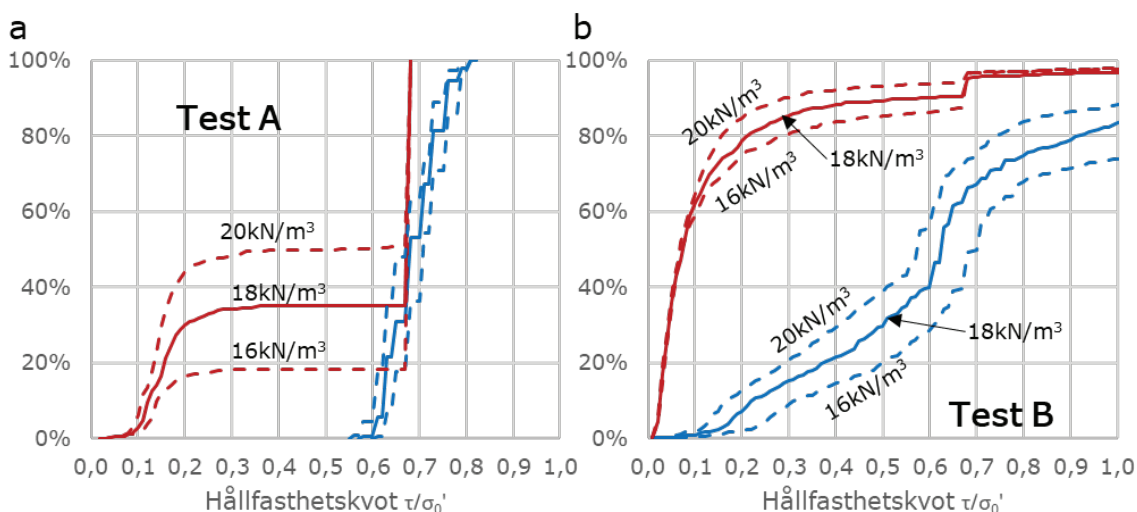 a
100%
80%
60%
40%
20%
0%
Test A
20kN/m³
18kN/m³
16kN/m³
0,0 0,1 0,2 0,3 0,4 0,5 0,6 0,7 0,8 0,9 1,0
Hållfasthetskvot τ/σ₀'
b
100%
80%
60%
40%
20%
0%
20kN/m³
18kN/m³
16kN/m³
20kN/m³
18kN/m³
16kN/m³
Test B
0,0 0,1 0,2 0,3 0,4 0,5 0,6 0,7 0,8 0,9 1,0
Hållfasthetskvot τ/σ₀'